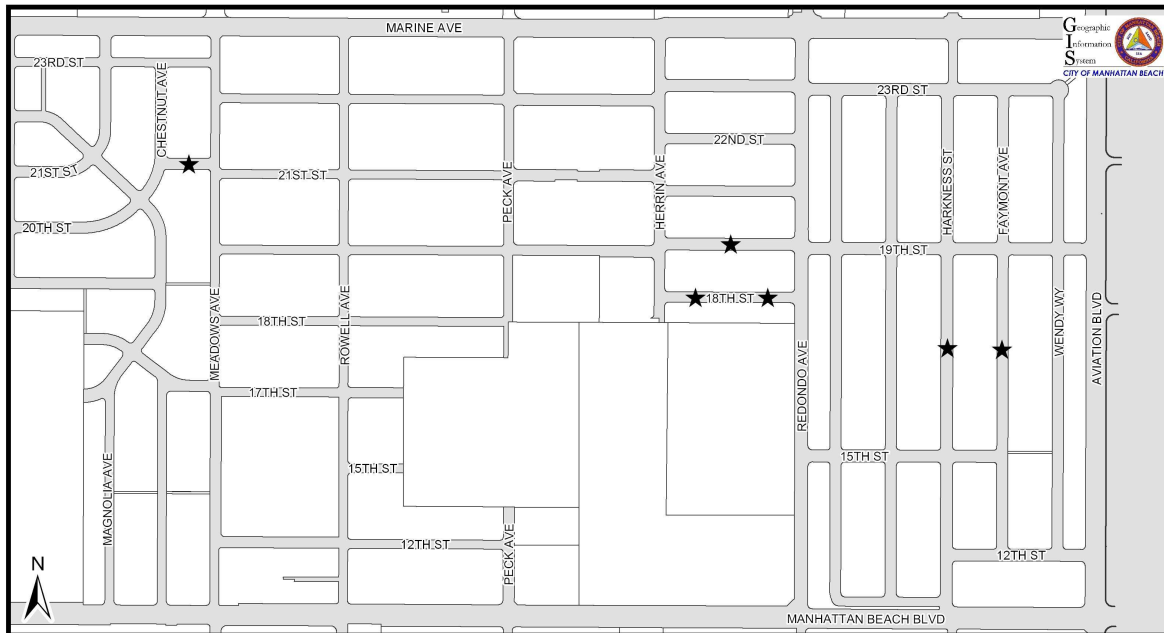 MARINE AVE
Geographic
Information
System
CITY OF MANHATTAN BEACH
23RD ST
CHESTNUT AVE
23RD ST
22ND ST
21ST ST
21ST ST
PECK AVE
HERRIN AVE
HARKNESS ST
FAYMONT AVE
20TH ST
19TH ST
18TH ST
18TH ST
MEADOWS AVE
ROWELL AVE
REDONDO AVE
WENDY WY
AVIATION BLVD
17TH ST
15TH ST
15TH ST
MAGNOLIA AVE
12TH ST
PECK AVE
12TH ST
N
MANHATTAN BEACH BLVD